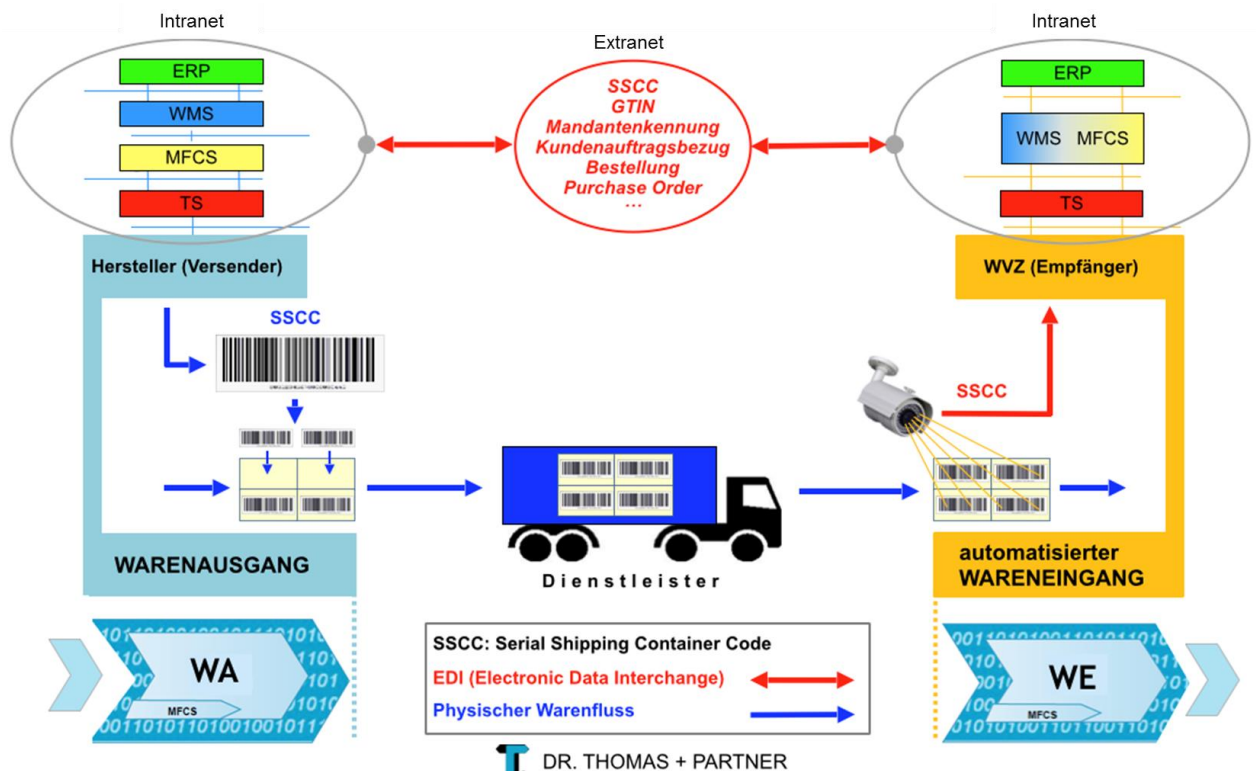 Intranet
Extranet
Intranet
ERP
WMS
MFCS
TS
SSCC
GTIN
Mandantenkennung
Kundenauftragsbezug
Bestellung
Purchase Order
...
ERP
WMS MFCS
TS
Hersteller (Versender)
WVZ (Empfänger)
SSCC
SSCC
Dienstleister
WARENAUSGANG
automatisierter
WARENEINGANG
WA
MFCS
SSCC: Serial Shipping Container Code
EDI (Electronic Data Interchange)
Physischer Warenfluss
WE
MFCS
DR. THOMAS + PARTNER